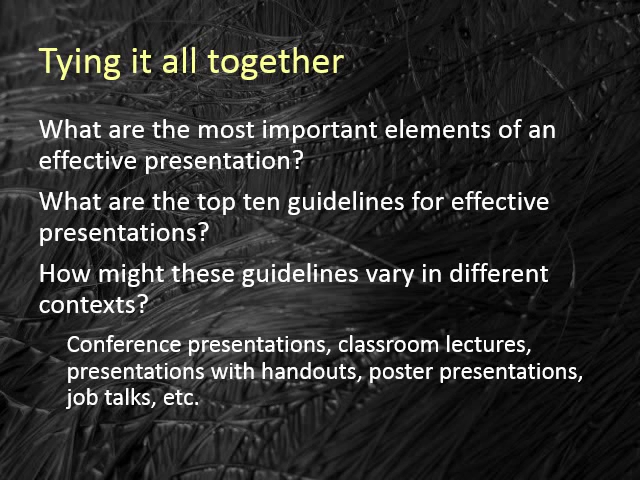 Tying it all together
What are the most important elements of an
effective presentation?
What are the top ten guidelines for effective
presentations?
How might these guidelines vary in different
contexts?
Conference presentations, classroom lectures,
presentations with handouts, poster presentations,
job talks, etc.